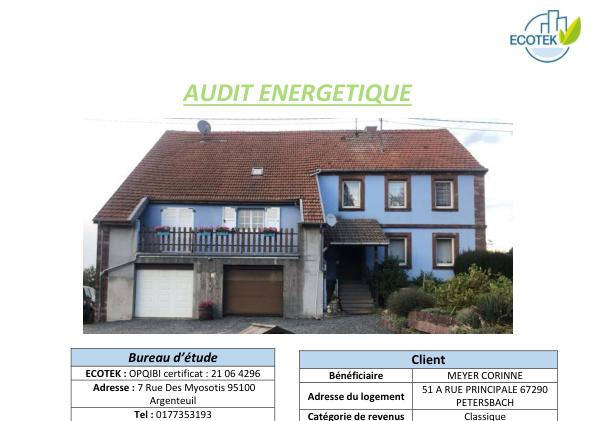 ECOTEK
AUDIT ENERGETIQUE
Bureau d'étude
ECOTEK : OPQIBI certificat : 21 06 4296
Adresse : 7 Rue Des Myosotis 95100
Argenteuil
Tel : 0177353193
Client
Bénéficiaire MEYER CORINNE
Adresse du logement 51 A RUE PRINCIPALE 67290
PETERSBACH
Catégorie de revenus Classique